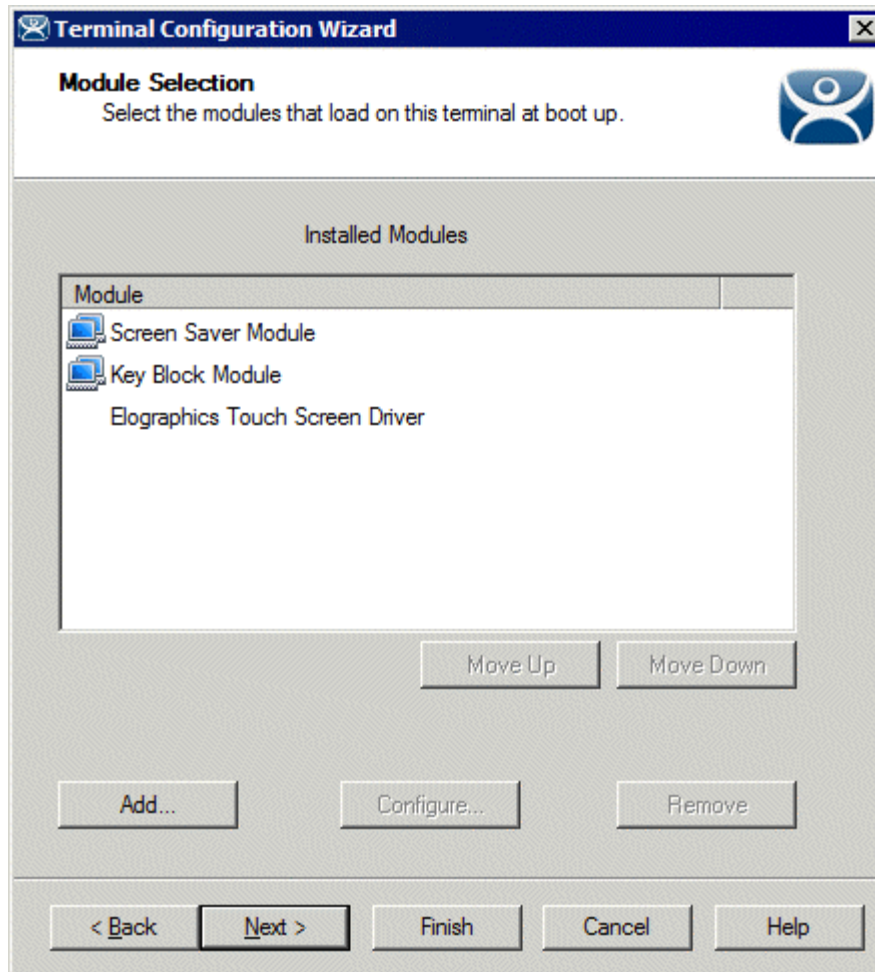 Terminal Configuration Wizard
Module Selection
Select the modules that load on this terminal at boot up.
Installed Modules
Module
Screen Saver Module
Key Block Module
Elographics Touch Screen Driver
Move Up Move Down
Add... Configure... Remove
< Back Next > Finish Cancel Help